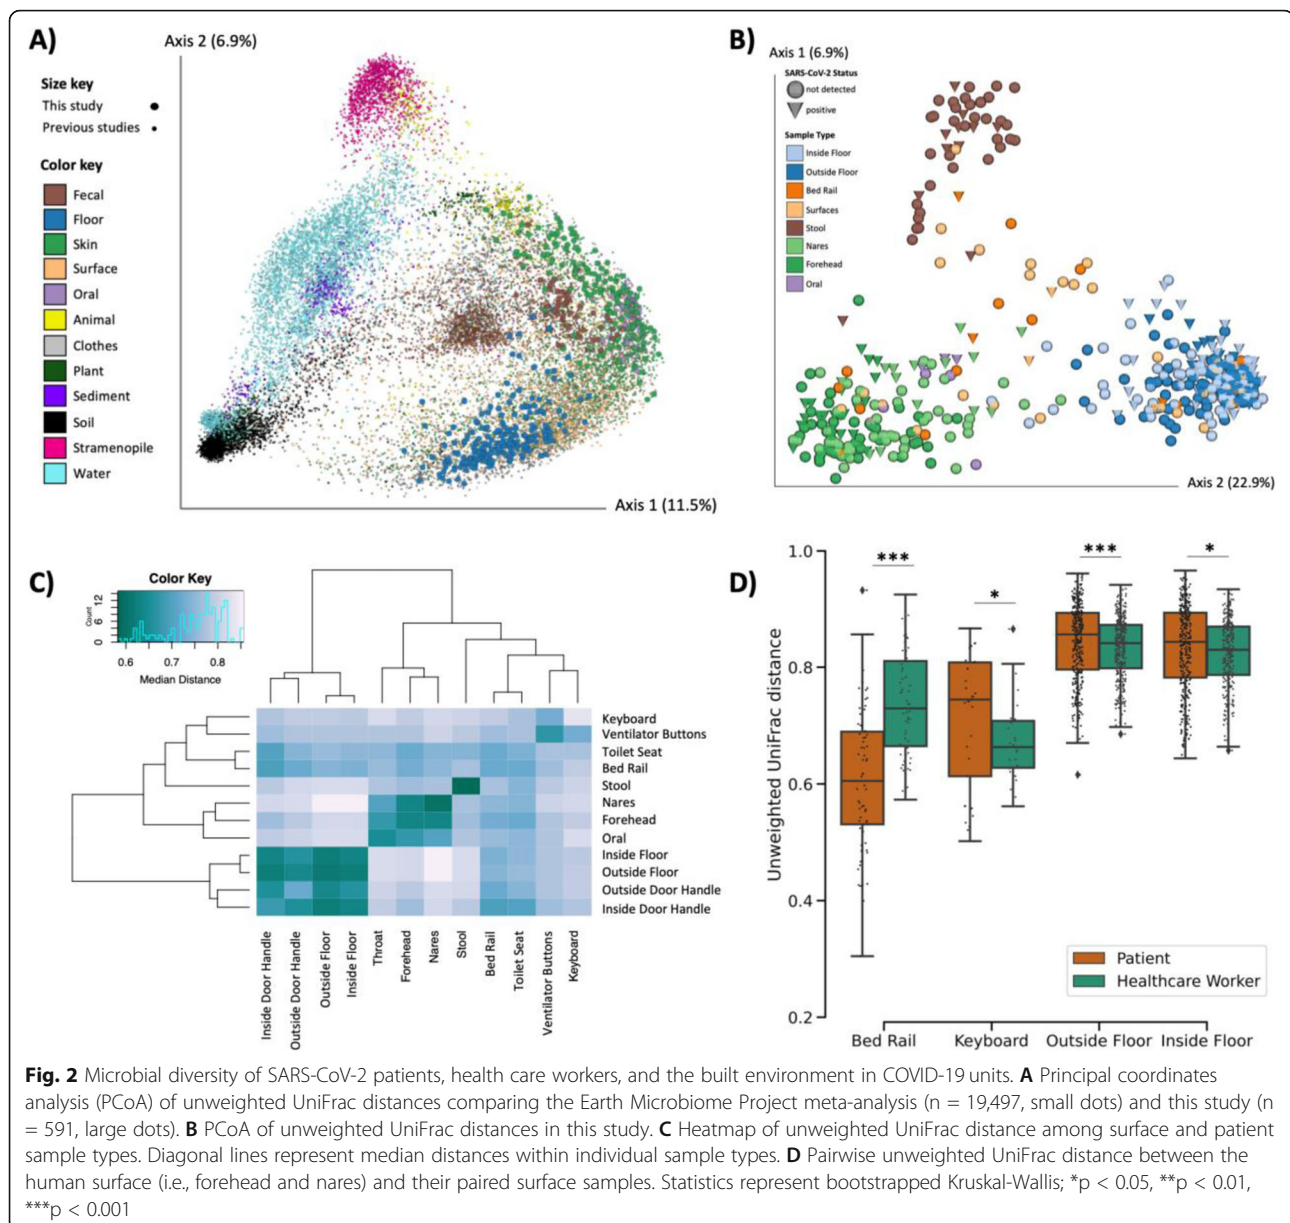 A)
Axis 2 (6.9%)
Size key
This study
Previous studies
Color key
Fecal
Floor
Skin
Surface
Oral
Animal
Clothes
Plant
Sediment
Soil
Stramenopile
Water
Axis 1 (11.5%)
B)
Axis 1 (6.9%)
SARS-CoV-2 Status
not detected
positive
Sample Type
Inside Floor
Outside Floor
Bed Rail
Surfaces
Stool
Nares
Forehead
Oral
Axis 2 (22.9%)
C)
Color Key
Count
0 6 12
0.6 0.7 0.8
Median Distance
Keyboard
Ventilator Buttons
Toilet Seat
Bed Rail
Stool
Nares
Forehead
Oral
Inside Floor
Outside Floor
Outside Door Handle
Inside Door Handle
Inside Door Handle
Outside Door Handle
Outside Floor
Inside Floor
Throat
Forehead
Nares
Stool
Bed Rail
Toilet Seat
Ventilator Buttons
Keyboard
D)
Unweighted UniFrac distance
1.0
0.8
0.6
0.4
0.2
***
*
***
*
Patient
Healthcare Worker
Bed Rail
Keyboard
Outside Floor
Inside Floor
Fig. 2 Microbial diversity of SARS-CoV-2 patients, health care workers, and the built environment in COVID-19 units. A Principal coordinates
analysis (PCoA) of unweighted UniFrac distances comparing the Earth Microbiome Project meta-analysis (n = 19,497, small dots) and this study (n
= 591, large dots). B PCoA of unweighted UniFrac distances in this study. C Heatmap of unweighted UniFrac distance among surface and patient
sample types. Diagonal lines represent median distances within individual sample types. D Pairwise unweighted UniFrac distance between the
human surface (i.e., forehead and nares) and their paired surface samples. Statistics represent bootstrapped Kruskal-Wallis; *p < 0.05, **p < 0.01,
***p < 0.001